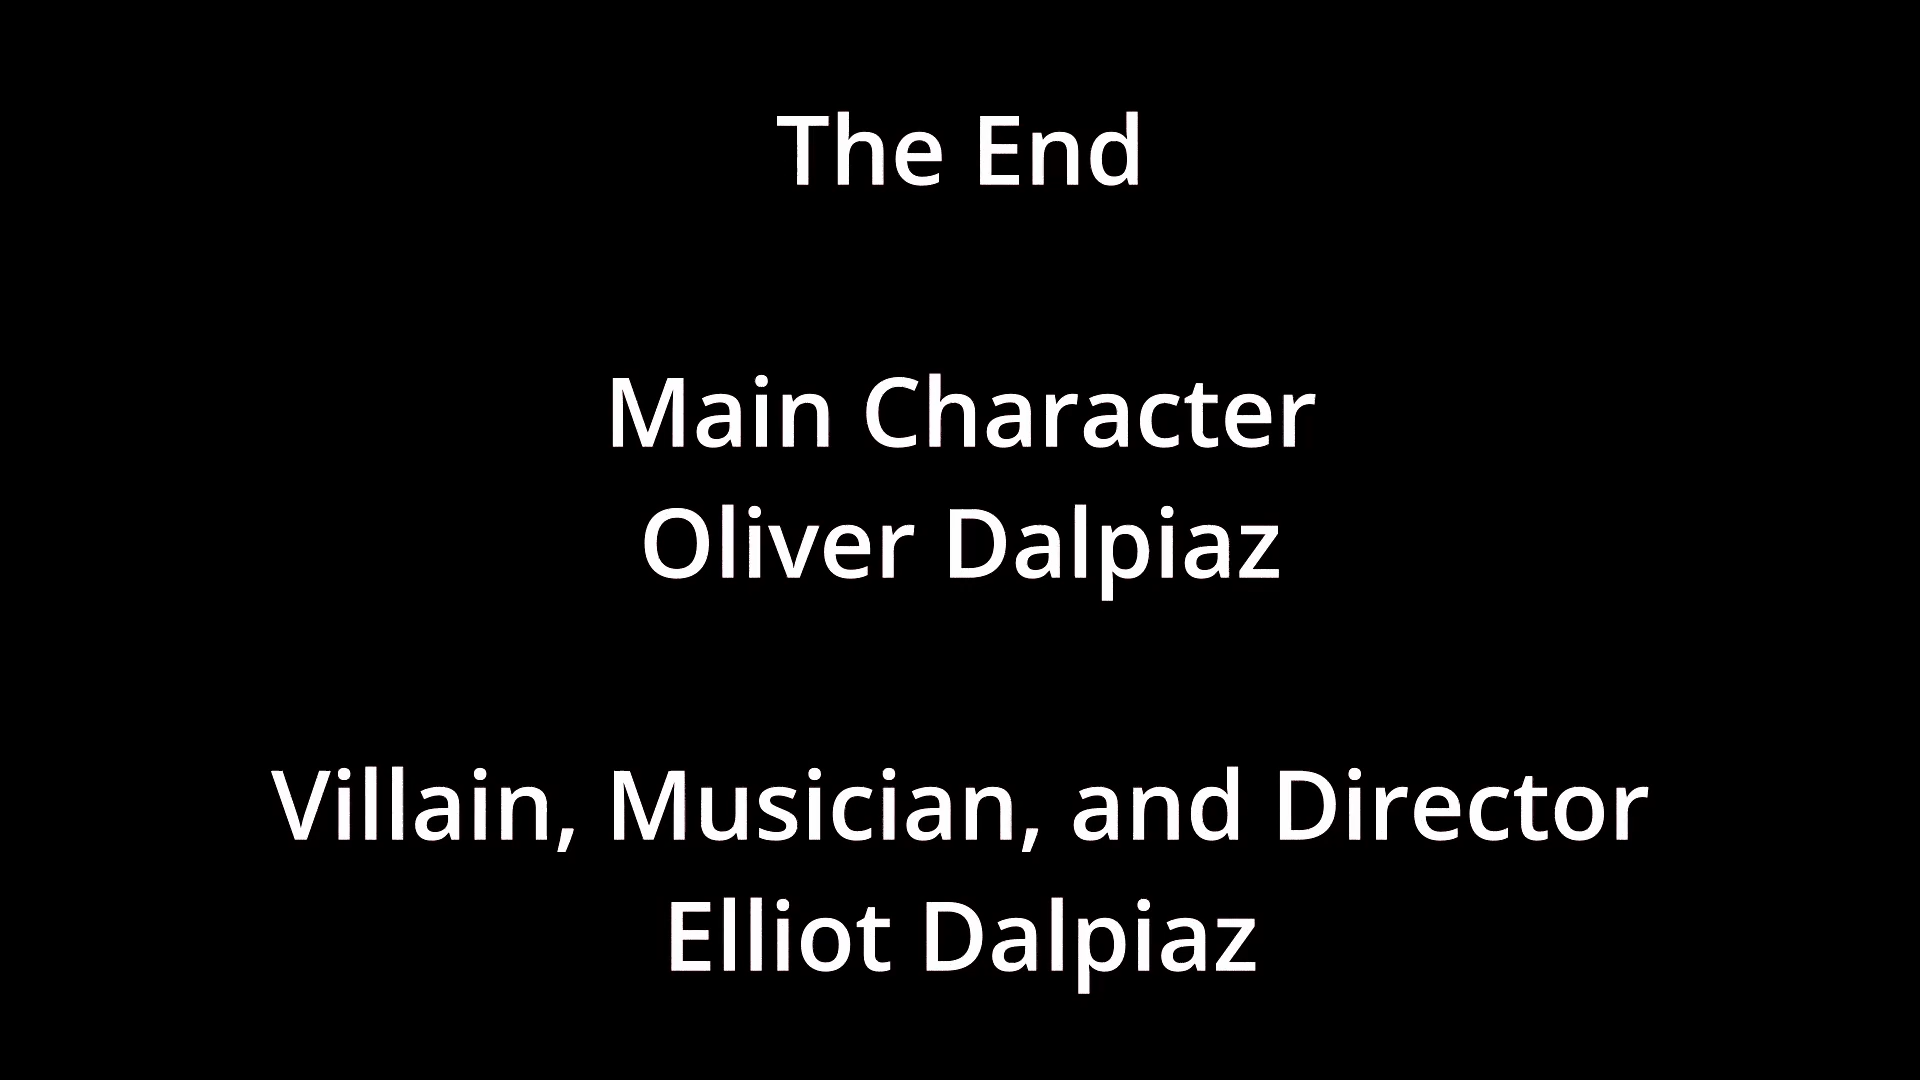 The End
Main Character
Oliver Dalpiaz
Villain, Musician, and Director
Elliot Dalpiaz